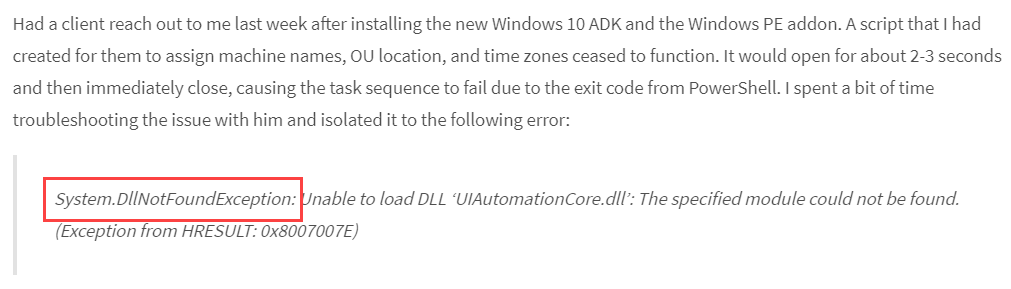 Had a client reach out to me last week after installing the new Windows 10 ADK and the Windows PE addon. A script that I had
created for them to assign machine names, OU location, and time zones ceased to function. It would open for about 2-3 seconds
and then immediately close, causing the task sequence to fail due to the exit code from PowerShell. I spent a bit of time
troubleshooting the issue with him and isolated it to the following error:
System.DllNotFoundException: Unable to load DLL ‘UIAutomationCore.dll’: The specified module could not be found.
(Exception from HRESULT: 0x8007007E)